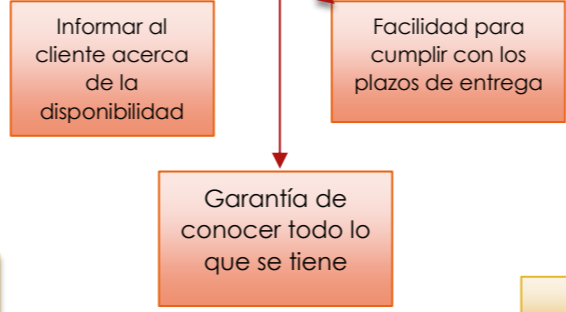 Informar al
cliente acerca
de la
disponibilidad
Facilidad para
cumplir con los
plazos de entrega
Garantía de
conocer todo lo
que se tiene